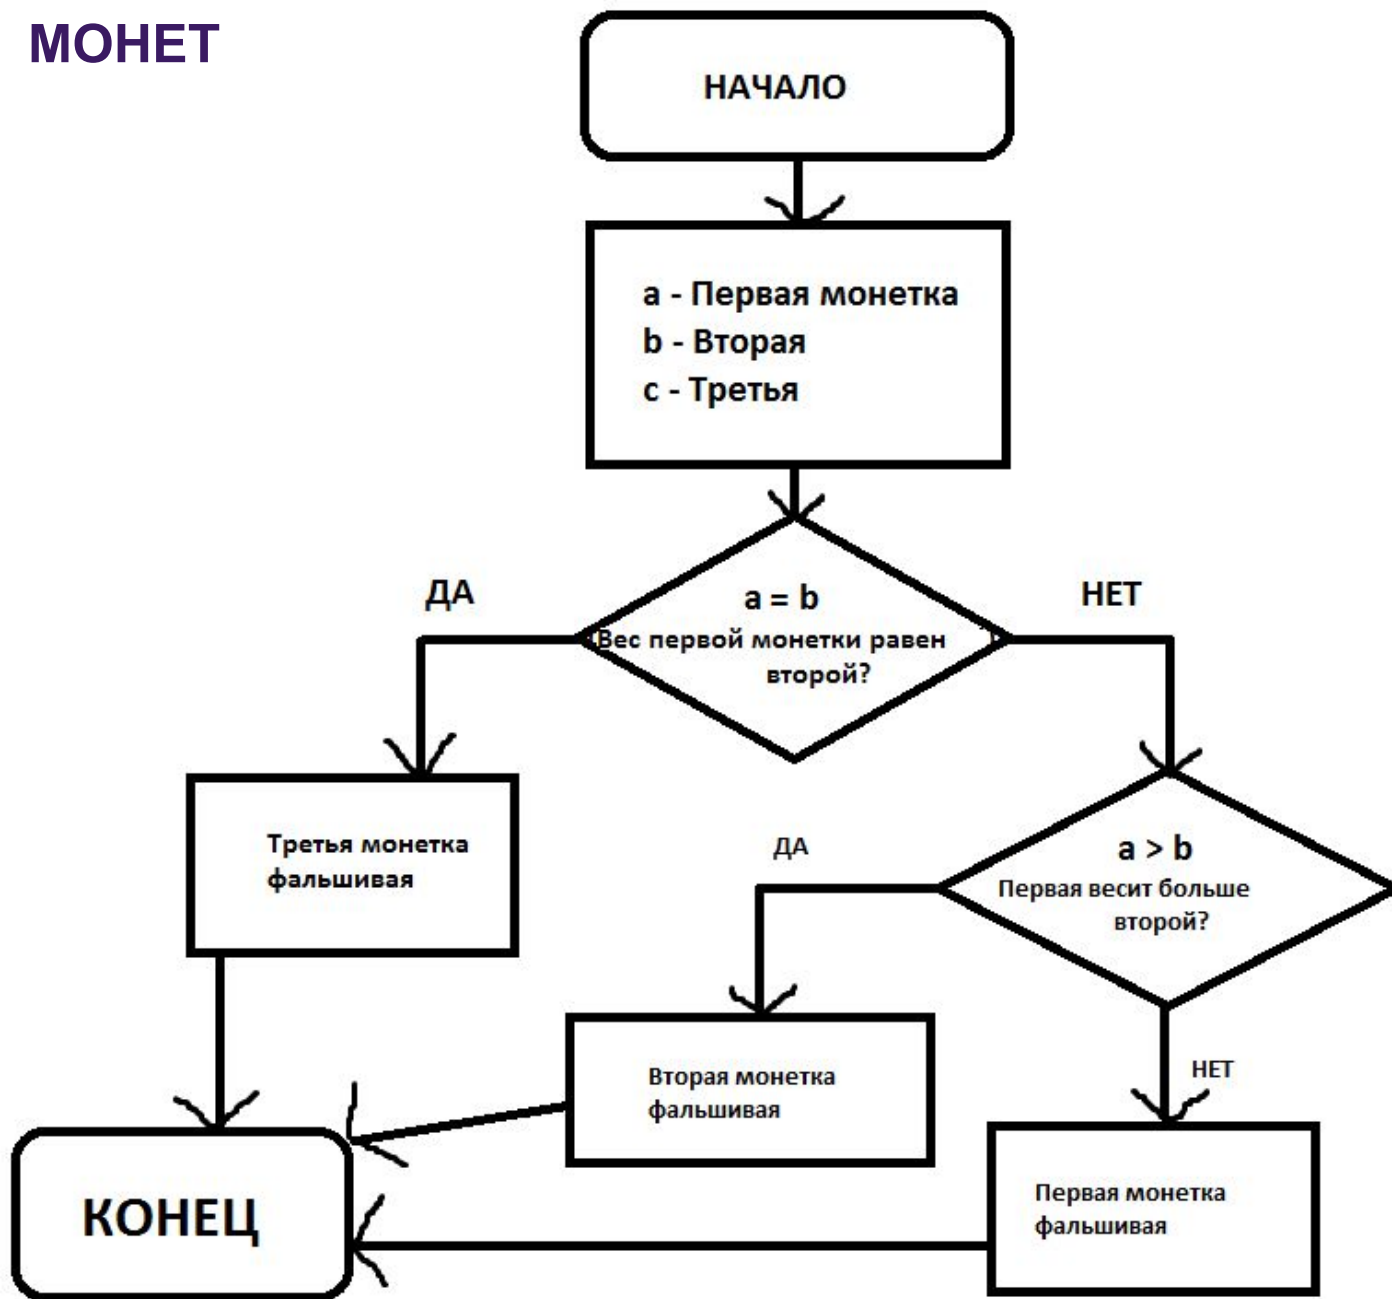 МОНЕТ
НАЧАЛО
a - Первая монетка
b - Вторая
c - Третья
ДА
a = b
НЕТ
Вес первой монетки равен
второй?
Третья монетка
фальшивая
ДА
a > b
Первая весит больше
второй?
Вторая монетка
фальшивая
НЕТ
Первая монетка
фальшивая
КОНЕЦ